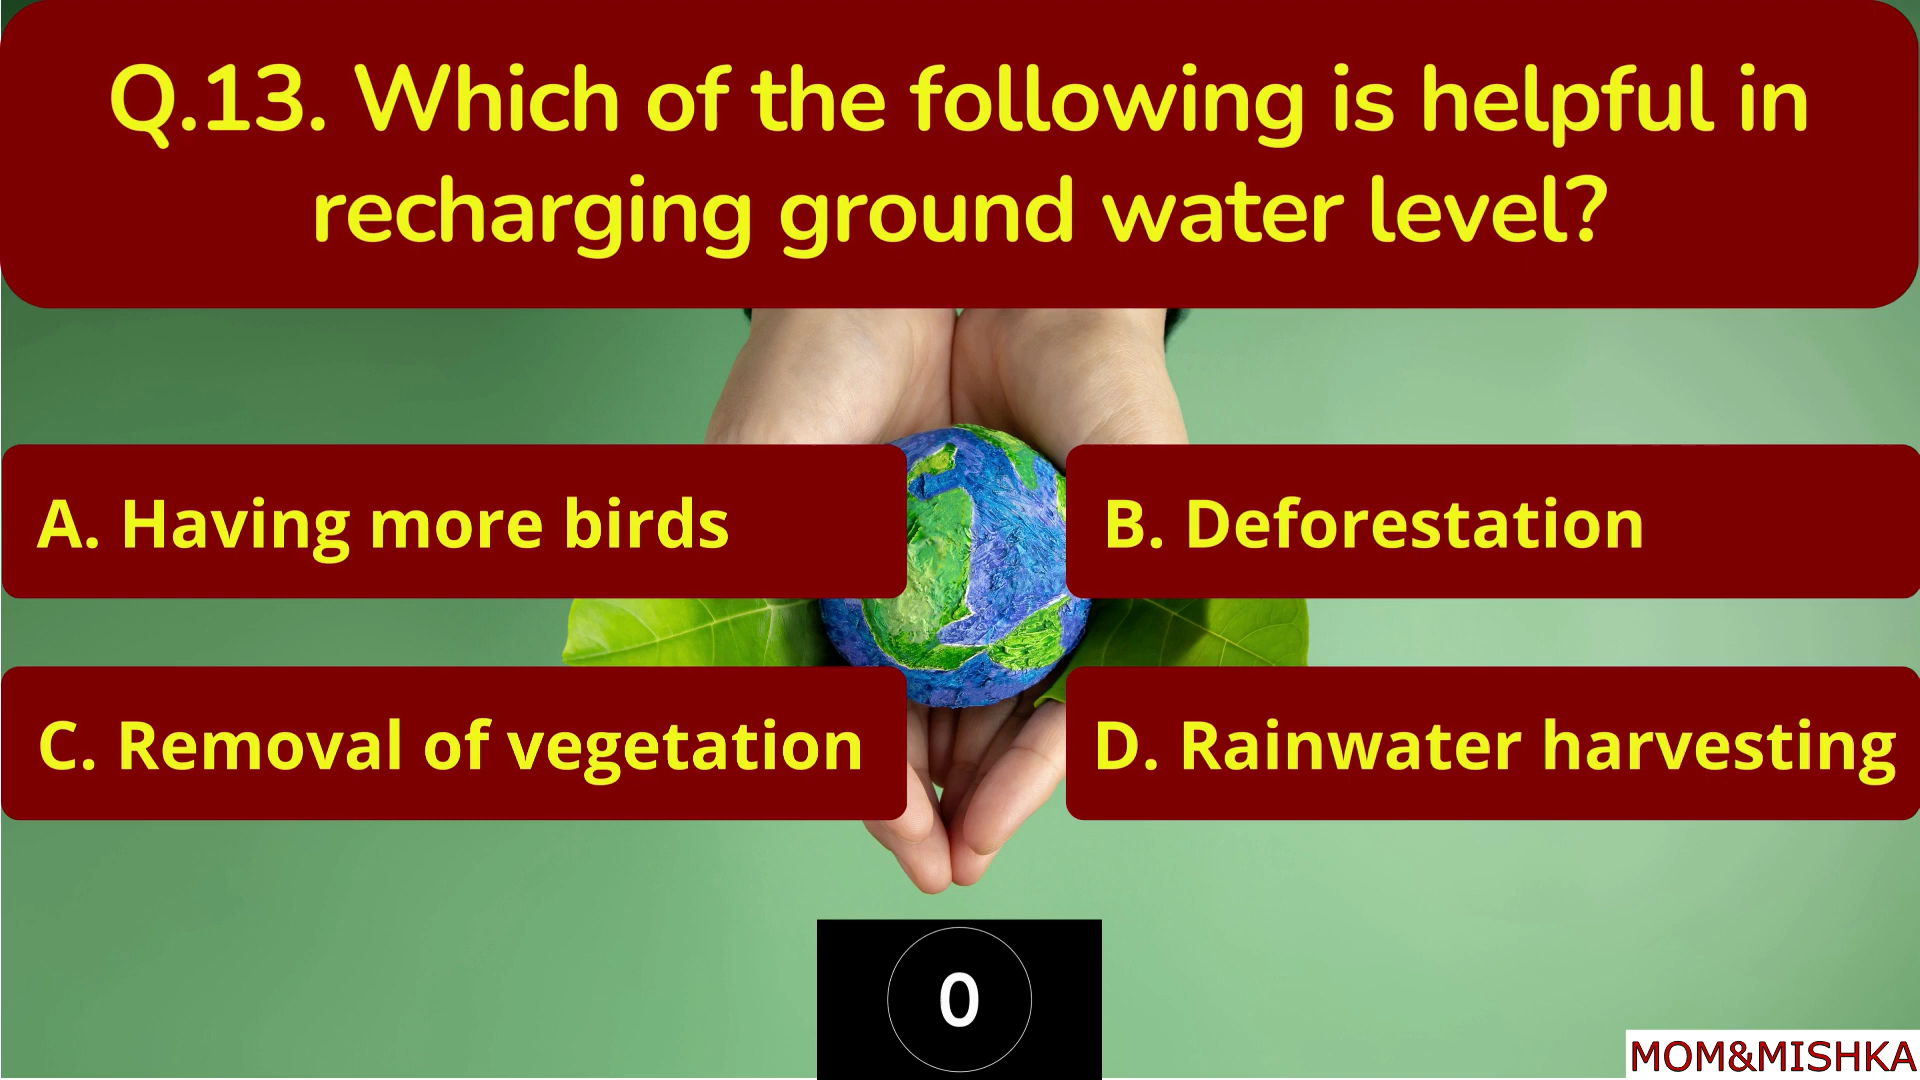 Q.13. Which of the following is helpful in
recharging ground water level?
A. Having more birds
B. Deforestation
C. Removal of vegetation
D. Rainwater harvesting
0
MOM&MISHKA